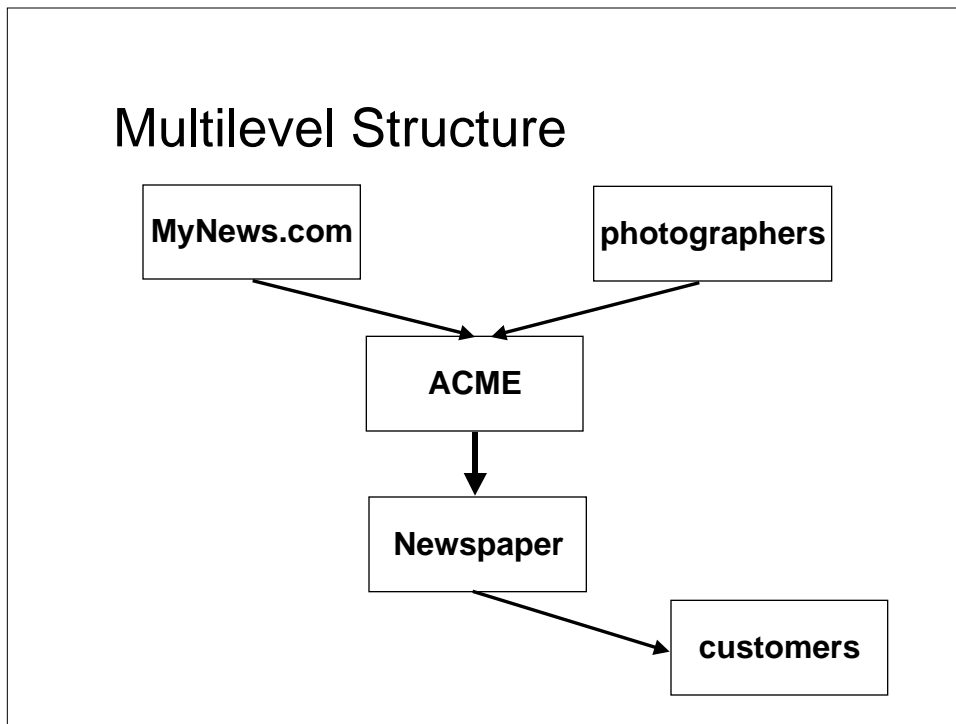 Multilevel Structure
MyNews.com
photographers
ACME
Newspaper
customers